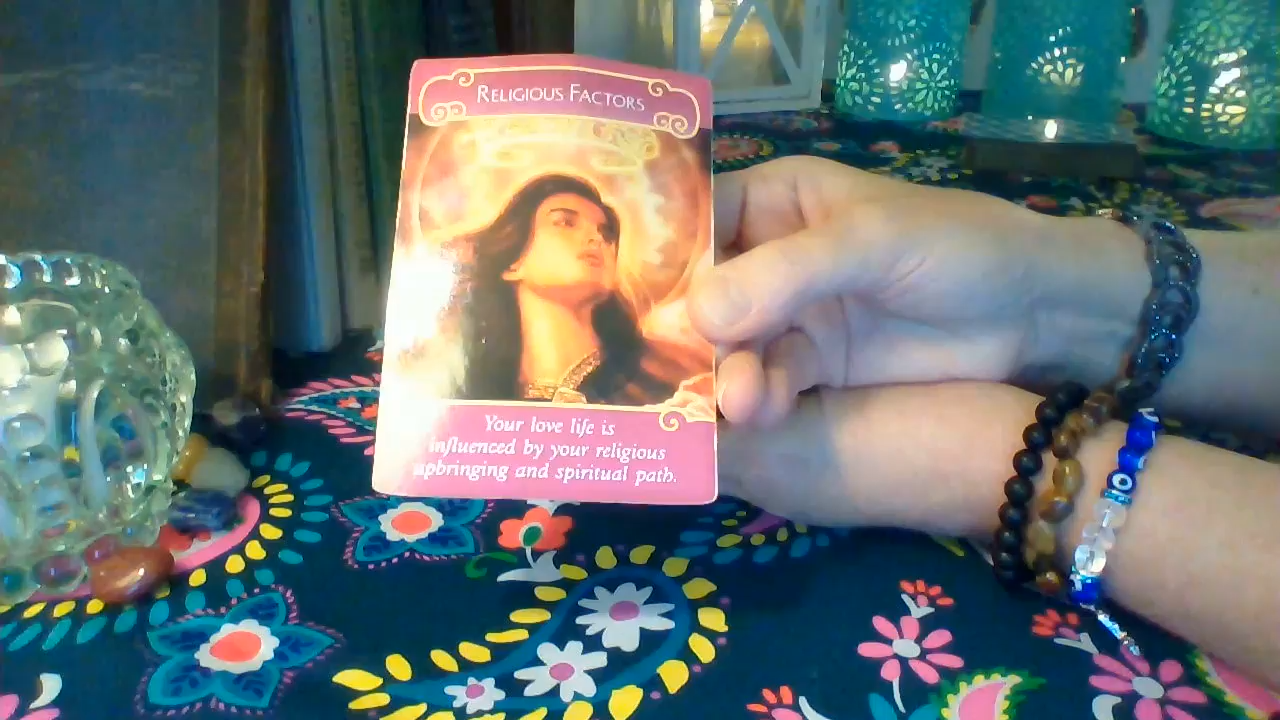 RELIGIOUS FACTORS
Your love life is
influenced by your religious
upbringing and spiritual path.